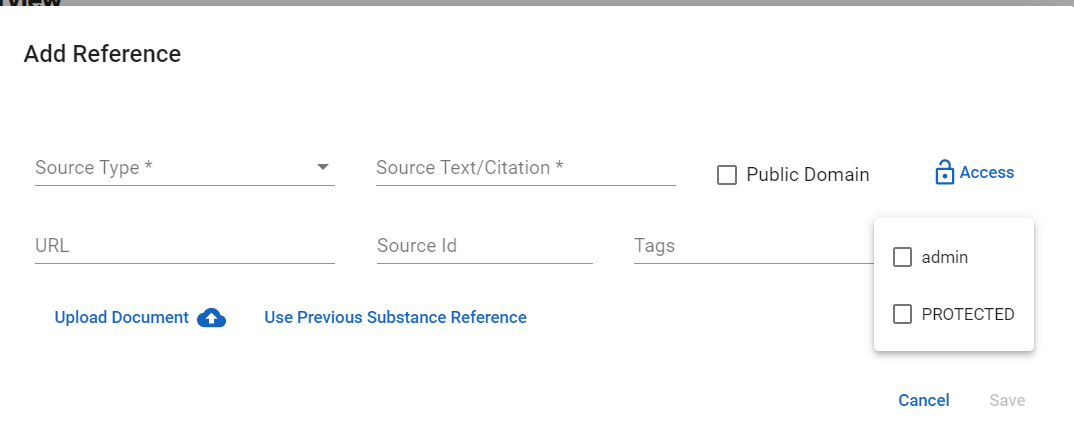 Add Reference
Source Type *
Source Text/Citation *
Public Domain
Access
URL
Source Id
Tags
admin
PROTECTED
Upload Document
Use Previous Substance Reference
Cancel
Save